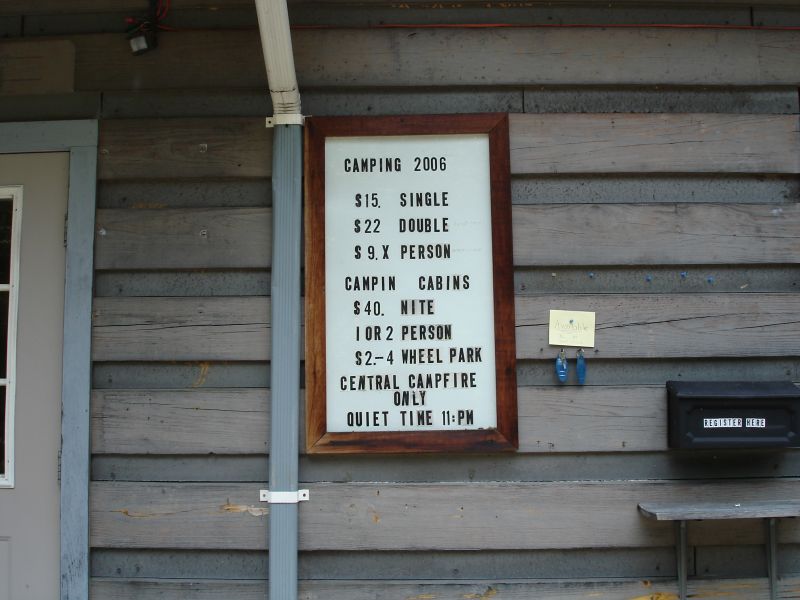 CAMPING 2006
$15. SINGLE
$22 DOUBLE
$9.X PERSON
CAMPIN CABINS
$40. NITE
1 OR 2 PERSON
$2.-4 WHEEL PARK
CENTRAL CAMPFIRE
ONLY
QUIET TIME 11:PM
Available
REGISTER HERE